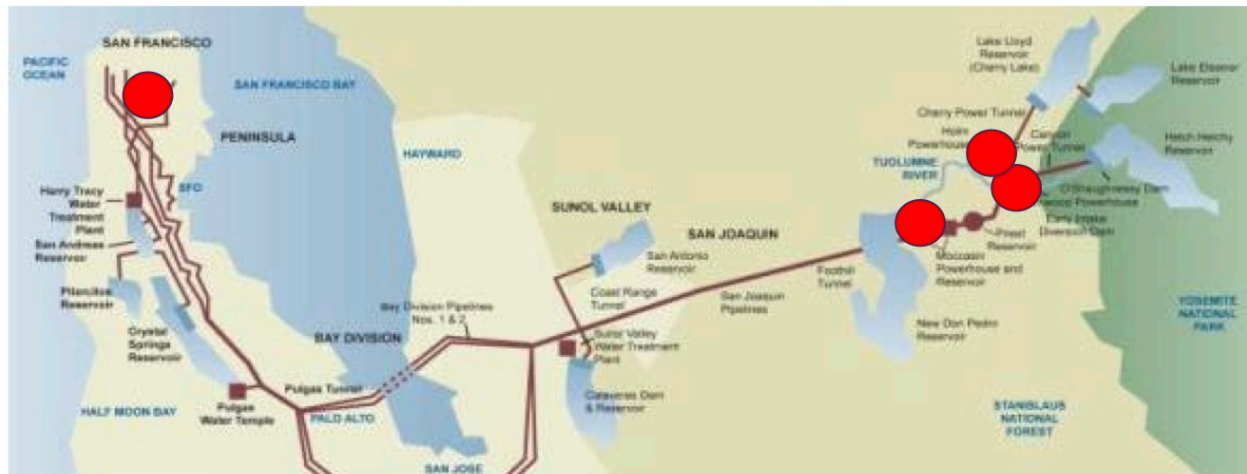 SAN FRANCISCO
PACIFIC
OCEAN
SAN FRANCISCO BAY
PENINSULA
HAYWARD
SFO
Harry Tracy
Water
Treatment
Plant
San Andreas
Reservoir
Pilarcitos
Reservoir
Crystal
Springs
Reservoir
HALF MOON BAY
Pulgas
Water Temple
Pulgas Tunnel
PALO ALTO
BAY DIVISION
Bay Division Pipelines
Nos. 1 & 2
SAN JOSE
SUNOL VALLEY
San Antonio
Reservoir
Coast Range
Tunnel
Sunol Valley
Water Treatment
Plant
Calaveras Dam
& Reservoir
SAN JOAQUIN
San Joaquin
Pipelines
Foothill
Tunnel
New Don Pedro
Reservoir
Moccasin
Powerhouse and
Reservoir
Priest
Reservoir
TUOLUMNE
RIVER
Lake Lloyd
Reservoir
(Cherry Lake)
Cherry Power Tunnel
Holm
Powerhouse
Canyon
Power Tunnel
Lake Eleanor
Reservoir
Hetch Hetchy
Reservoir
O'Shaughnessy Dam
wood Powerhouse
Early Intake
Diversion Dam
YOSEMITE
NATIONAL
PARK
STANISLAUS
NATIONAL
FOREST